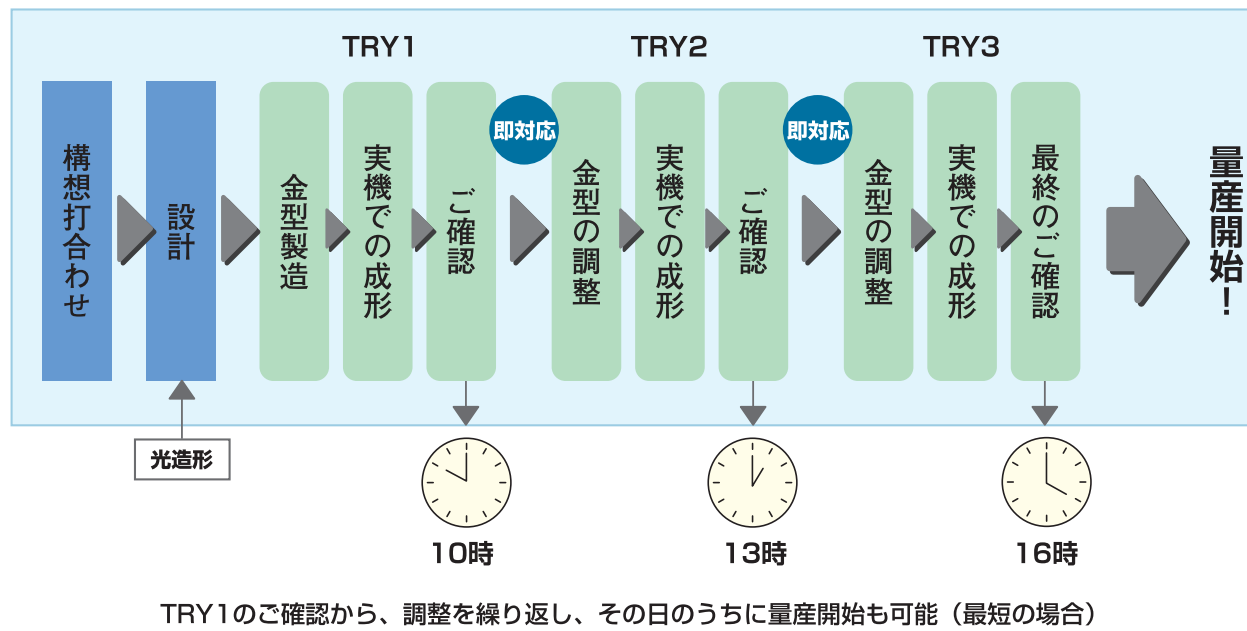 TRY1
TRY2
TRY3
構想打合わせ
設計
金型製造
実機での成形
ご確認
即対応
金型の調整
実機での成形
ご確認
即対応
金型の調整
実機での成形
最終のご確認
量産開始！
光造形
10時
13時
16時
TRY1のご確認から、調整を繰り返し、その日のうちに量産開始も可能（最短の場合）